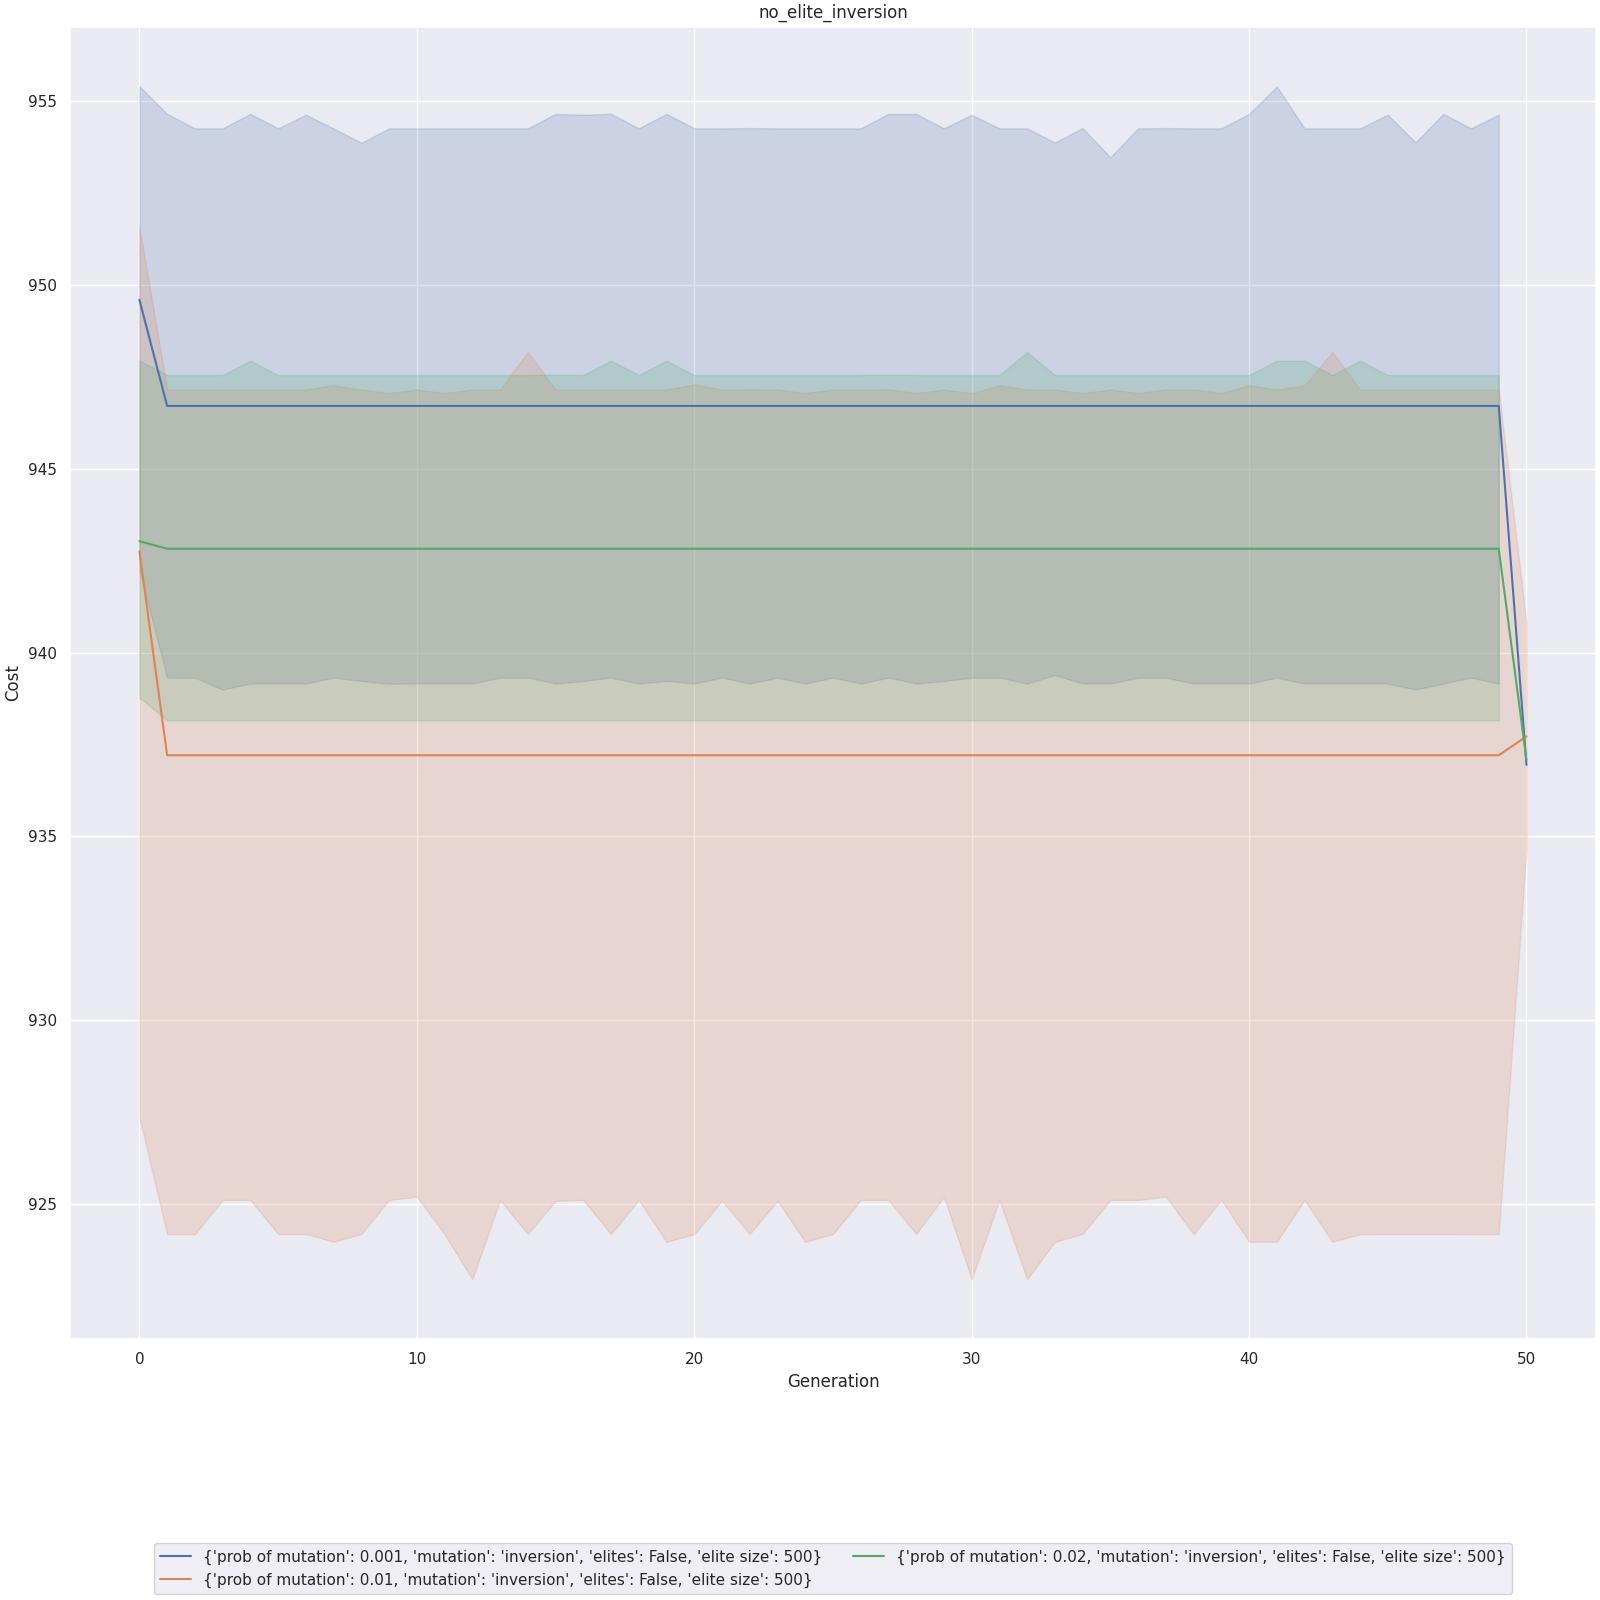 no_elite_inversion
955
950
945
940
935
930
925
Cost
0 10 20 30 40 50
Generation
{'prob of mutation': 0.001, 'mutation': 'inversion', 'elites': False, 'elite size': 500}
{'prob of mutation': 0.01, 'mutation': 'inversion', 'elites': False, 'elite size': 500}
{'prob of mutation': 0.02, 'mutation': 'inversion', 'elites': False, 'elite size': 500}